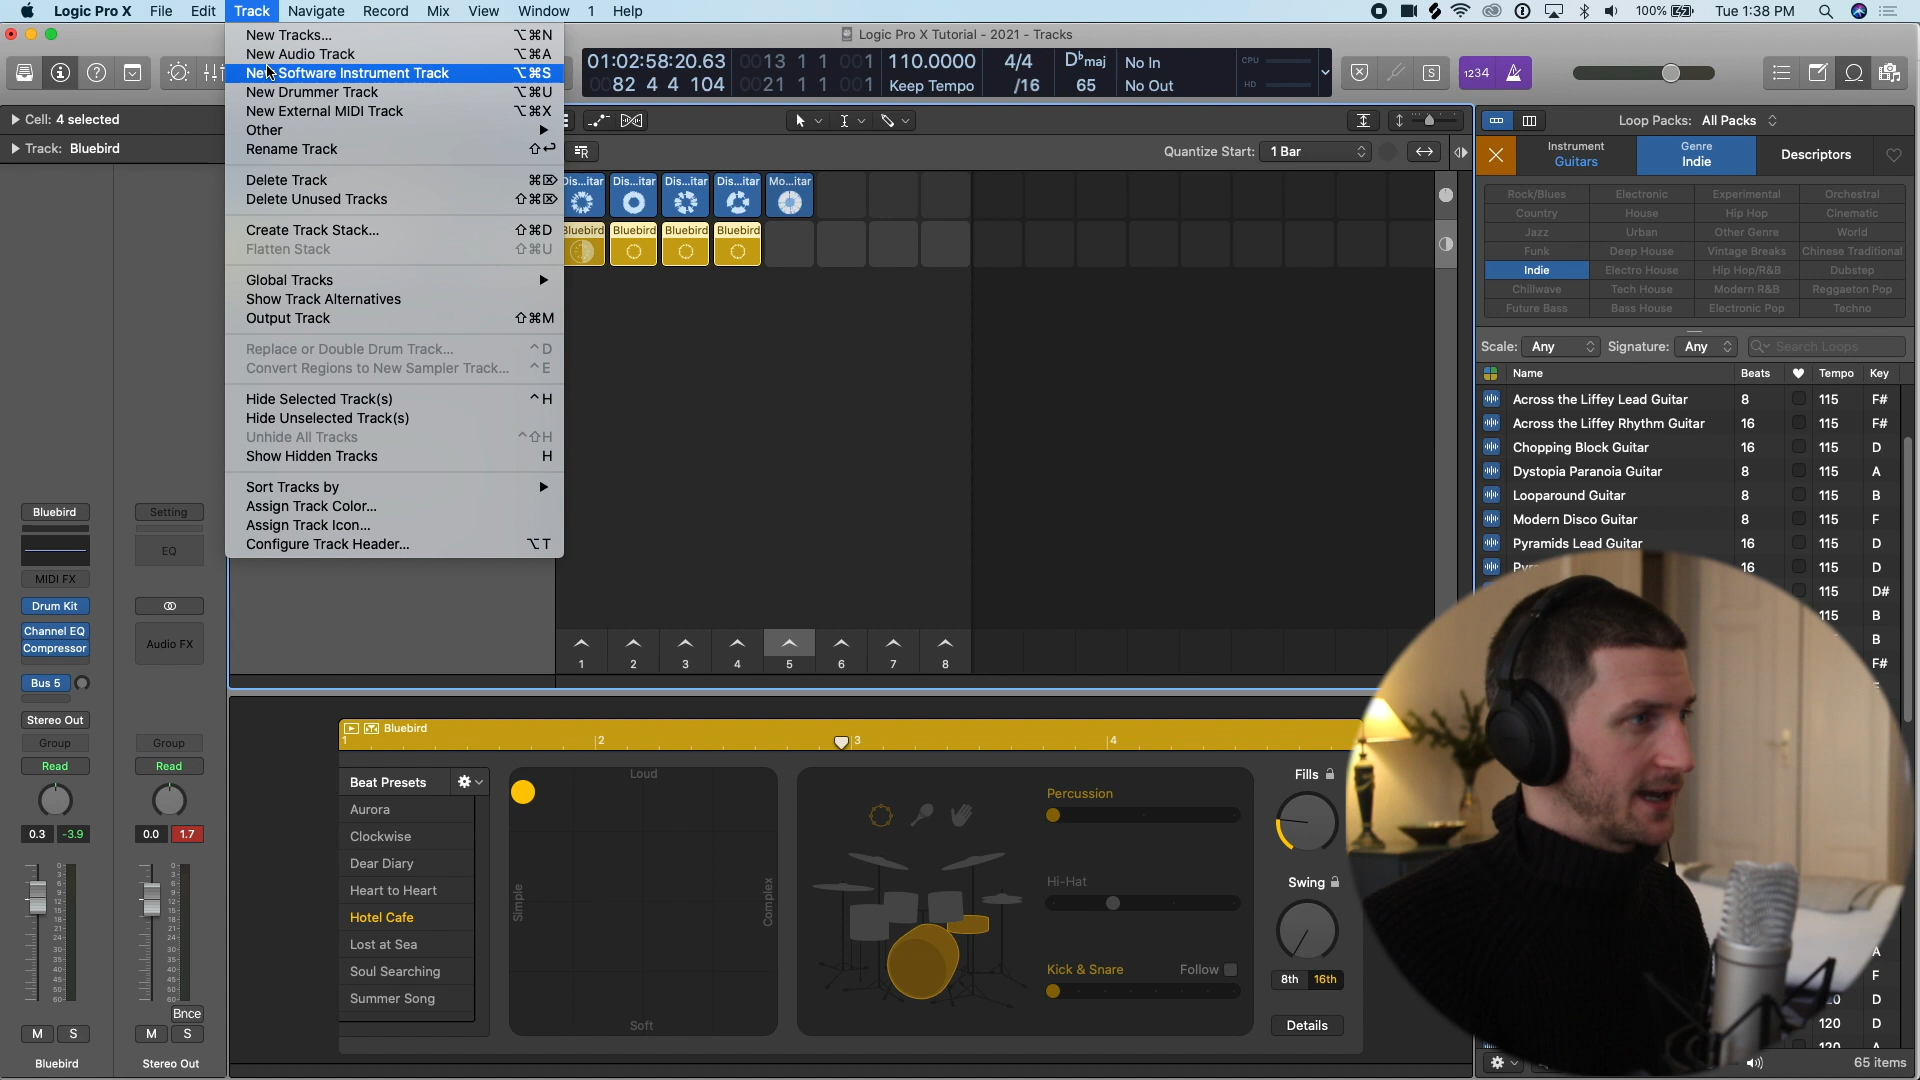 Logic Pro X File Edit Track Navigate Record Mix View Window 1 Help 100% Tue 1:38 PM
Logic Pro X Tutorial - 2021 - Tracks
New Tracks... ⌥⌘N
New Audio Track ⌥⌘A
New Software Instrument Track ⌥⌘S
New Drummer Track ⌥⌘U
New External MIDI Track ⌥⌘X
Other
Rename Track ⇧↩
Delete Track ⌘⌦
Delete Unused Tracks ⇧⌘⌦
Create Track Stack... ⇧⌘D
Flatten Stack ⇧⌘U
Global Tracks
Show Track Alternatives
Output Track ⇧⌘M
Replace or Double Drum Track... ^D
Convert Regions to New Sampler Track... ^E
Hide Selected Track(s) ^H
Hide Unselected Track(s)
Unhide All Tracks ^⇧H
Show Hidden Tracks H
Sort Tracks by
Assign Track Color...
Assign Track Icon...
Configure Track Header... ⌥T
01:02:58:20.63 0013 1 1 001 110.0000 4/4 D♭maj No In CPU
0082 4 4 104 0021 1 1 001 Keep Tempo /16 65 No Out HD
S 1234
Cell: 4 selected
Track: Bluebird
Quantize Start: 1 Bar
Dis...itar Dis...itar Dis...itar Dis...itar Mo...itar
Bluebird Bluebird Bluebird Bluebird
1 2 3 4 5 6 7 8
Loop Packs: All Packs
Instrument Genre
Guitars Indie Descriptors
Rock/Blues Electronic Experimental Orchestral
Country House Hip Hop Cinematic
Jazz Urban Other Genre World
Funk Deep House Vintage Breaks Chinese Traditional
Indie Electro House Hip Hop/R&B Dubstep
Chillwave Tech House Modern R&B Reggaeton Pop
Future Bass Bass House Electronic Pop Techno
Scale: Any Signature: Any Search Loops
Name Beats Tempo Key
Across the Liffey Lead Guitar 8 115 F#
Across the Liffey Rhythm Guitar 16 115 F#
Chopping Block Guitar 16 115 D
Dystopia Paranoia Guitar 8 115 A
Looparound Guitar 8 115 B
Modern Disco Guitar 8 115 F
Pyramids Lead Guitar 16 115 D
16 115 D
115 D#
115 B
B
F#
A
F
D
120 D
120 A
65 items
Bluebird Setting
EQ
MIDI FX
Drum Kit
Channel EQ
Compressor Audio FX
Bus 5
Stereo Out
Group Group
Read Read
0.3 -3.9 0.0 1.7
Bnce
M S M S
Bluebird Stereo Out
Bluebird
1 2 3 4
Beat Presets
Aurora
Clockwise
Dear Diary
Heart to Heart
Hotel Cafe
Lost at Sea
Soul Searching
Summer Song
Loud
Simple
Complex
Soft
Percussion
Hi-Hat
Kick & Snare Follow
Fills
Swing
8th 16th
Details